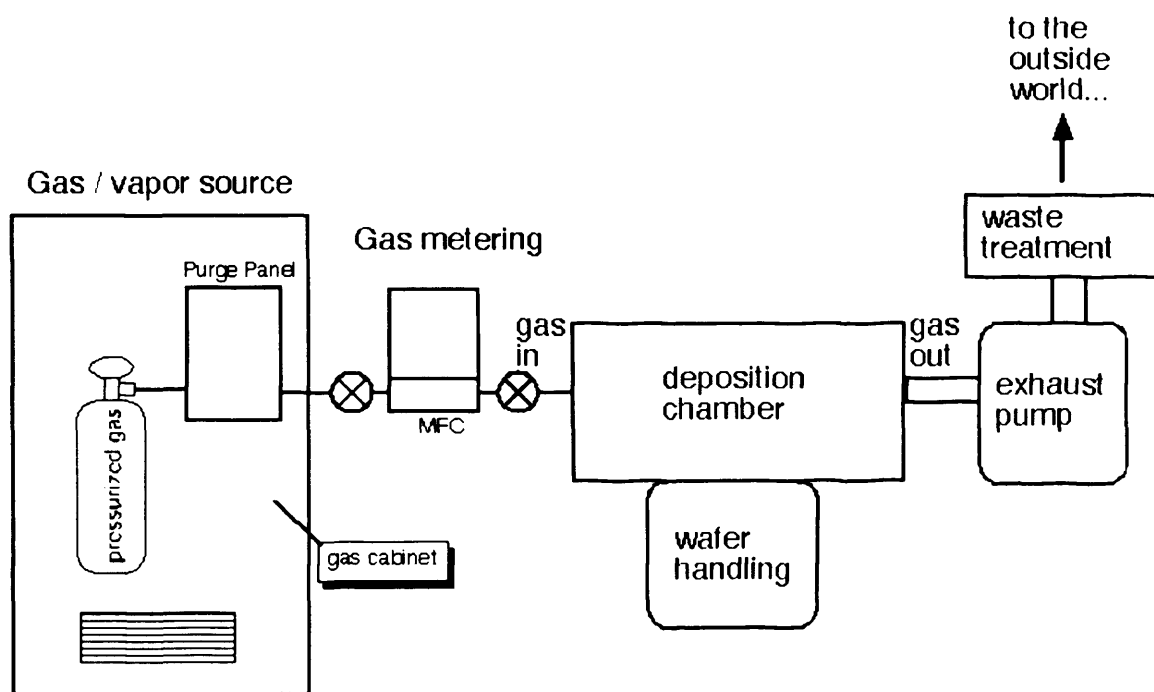 to the
outside
world...
Gas / vapor source
waste
treatment
Gas metering
Purge Panel
gas
in
gas
out
deposition
chamber
exhaust
pump
MFC
pressurized gas
wafer
handling
gas cabinet